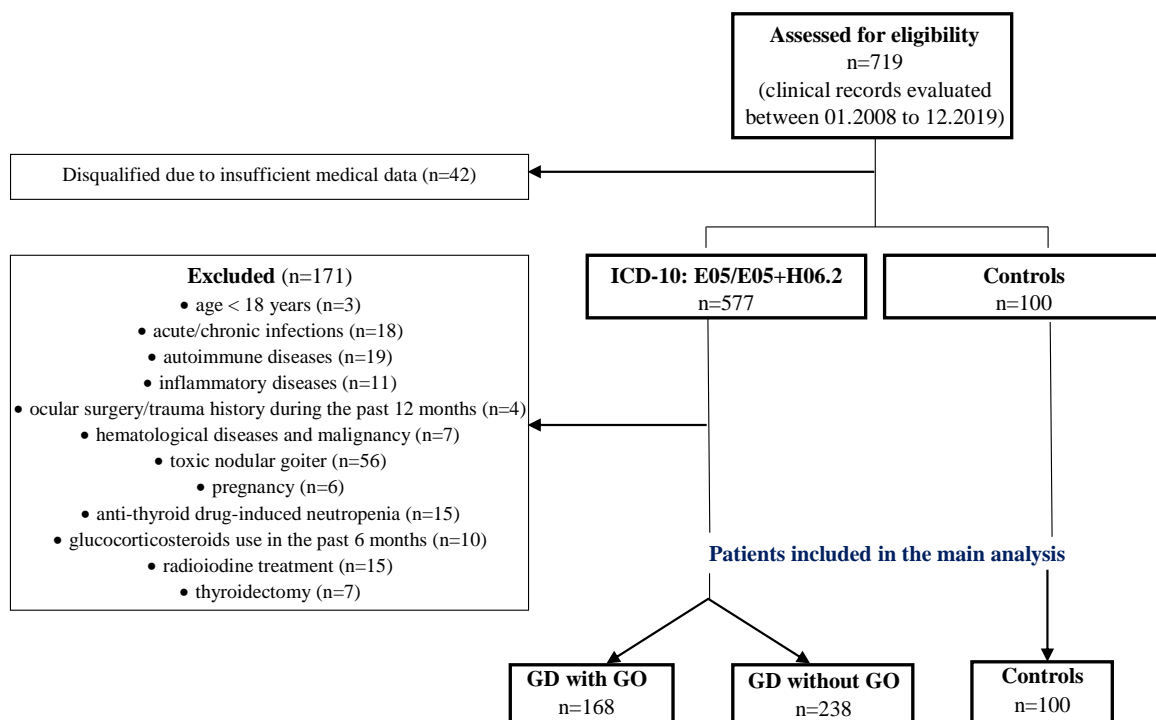 Assessed for eligibility
n=719
(clinical records evaluated
between 01.2008 to 12.2019)
Disqualified due to insufficient medical data (n=42)
Excluded (n=171)
• age < 18 years (n=3)
• acute/chronic infections (n=18)
• autoimmune diseases (n=19)
• inflammatory diseases (n=11)
• ocular surgery/trauma history during the past 12 months (n=4)
• hematological diseases and malignancy (n=7)
• toxic nodular goiter (n=56)
• pregnancy (n=6)
• anti-thyroid drug-induced neutropenia (n=15)
• glucocorticosteroids use in the past 6 months (n=10)
• radioiodine treatment (n=15)
• thyroidectomy (n=7)
ICD-10: E05/E05+H06.2
n=577
Controls
n=100
Patients included in the main analysis
GD with GO
n=168
GD without GO
n=238
Controls
n=100